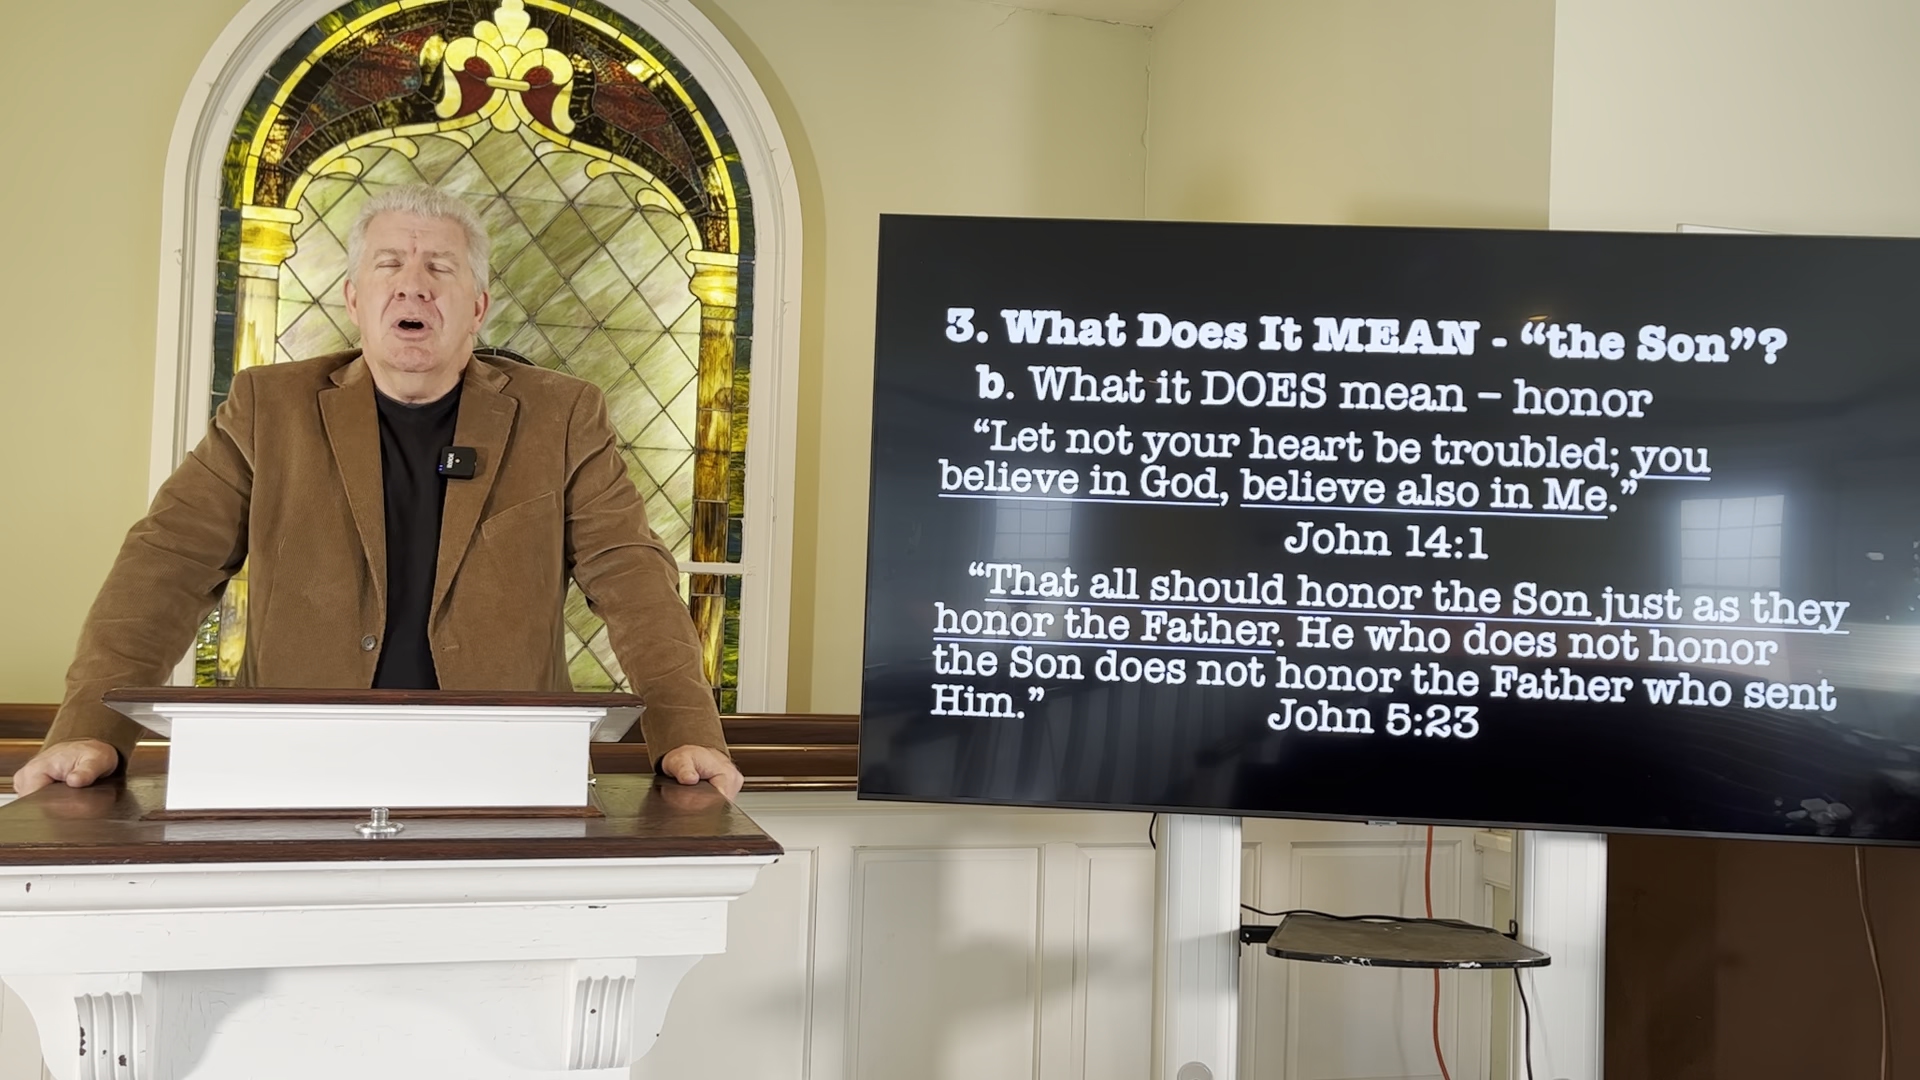 3. What Does It MEAN - “the Son”?
b. What it DOES mean – honor
“Let not your heart be troubled; you
believe in God, believe also in Me.”
John 14:1
“That all should honor the Son just as they
honor the Father. He who does not honor
the Son does not honor the Father who sent
Him.” John 5:23